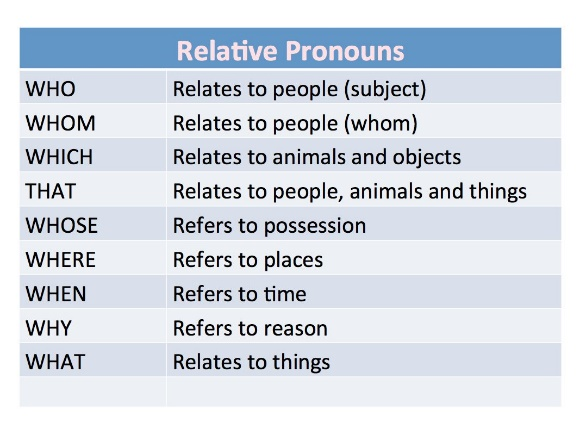 Relative Pronouns
WHO Relates to people (subject)
WHOM Relates to people (whom)
WHICH Relates to animals and objects
THAT Relates to people, animals and things
WHOSE Refers to possession
WHERE Refers to places
WHEN Refers to time
WHY Refers to reason
WHAT Relates to things